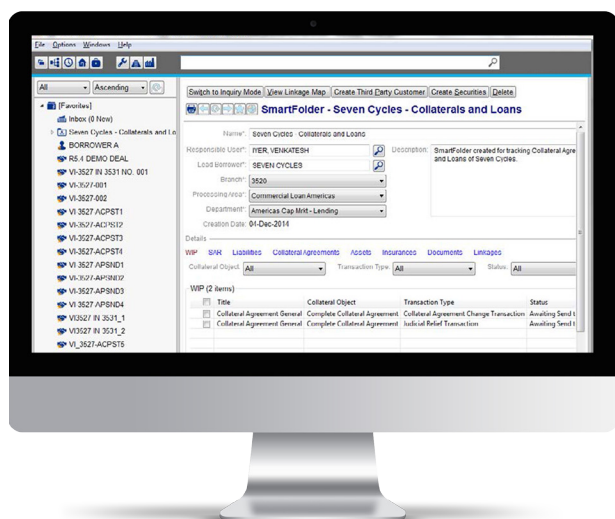 File Options Windows Help
All Ascending
[Favorites]
Inbox (0 New)
Seven Cycles - Collaterals and Lo
BORROWER A
R5.4 DEMO DEAL
VI-3527 IN 3531 NO. 001
VI-3527-001
VI-3527-002
VI-3527 ACPST1
VI-3527-ACPST2
VI-3527-ACPST3
VI-3527 ACPST4
VI-3527 APSND1
VI-3527-APSND2
VI-3527-APSND3
VI 3527 APSND4
VI3527 IN 3531_1
VI3527 IN 3531_2
VI_3527-ACPST5
Switch to Inquiry Mode View Linkage Map Create Third Party Customer Create Securities Delete
SmartFolder - Seven Cycles - Collaterals and Loans
Name*: Seven Cycles - Collaterals and Loans
Responsible User*: IYER, VENKATESH Description: SmartFolder created for tracking Collateral Agre
and Loans of Seven Cycles.
Lead Borrower*: SEVEN CYCLES
Branch*: 3520
Processing Area*: Commercial Loan Americas
Department*: Americas Cap Mrkt - Lending
Creation Date: 04-Dec-2014
Details
WIP SAR Liabilities Collateral Agreements Assets Insurances Documents Linkages
Collateral Object: All Transaction Type: All Status: All
WIP (2 items)
Title Collateral Object Transaction Type Status
Collateral Agreement General Complete Collateral Agreement Collateral Agreement Change Transaction Awaiting Send t
Collateral Agreement General Complete Collateral Agreement Judicial Relief Transaction Awaiting Send t